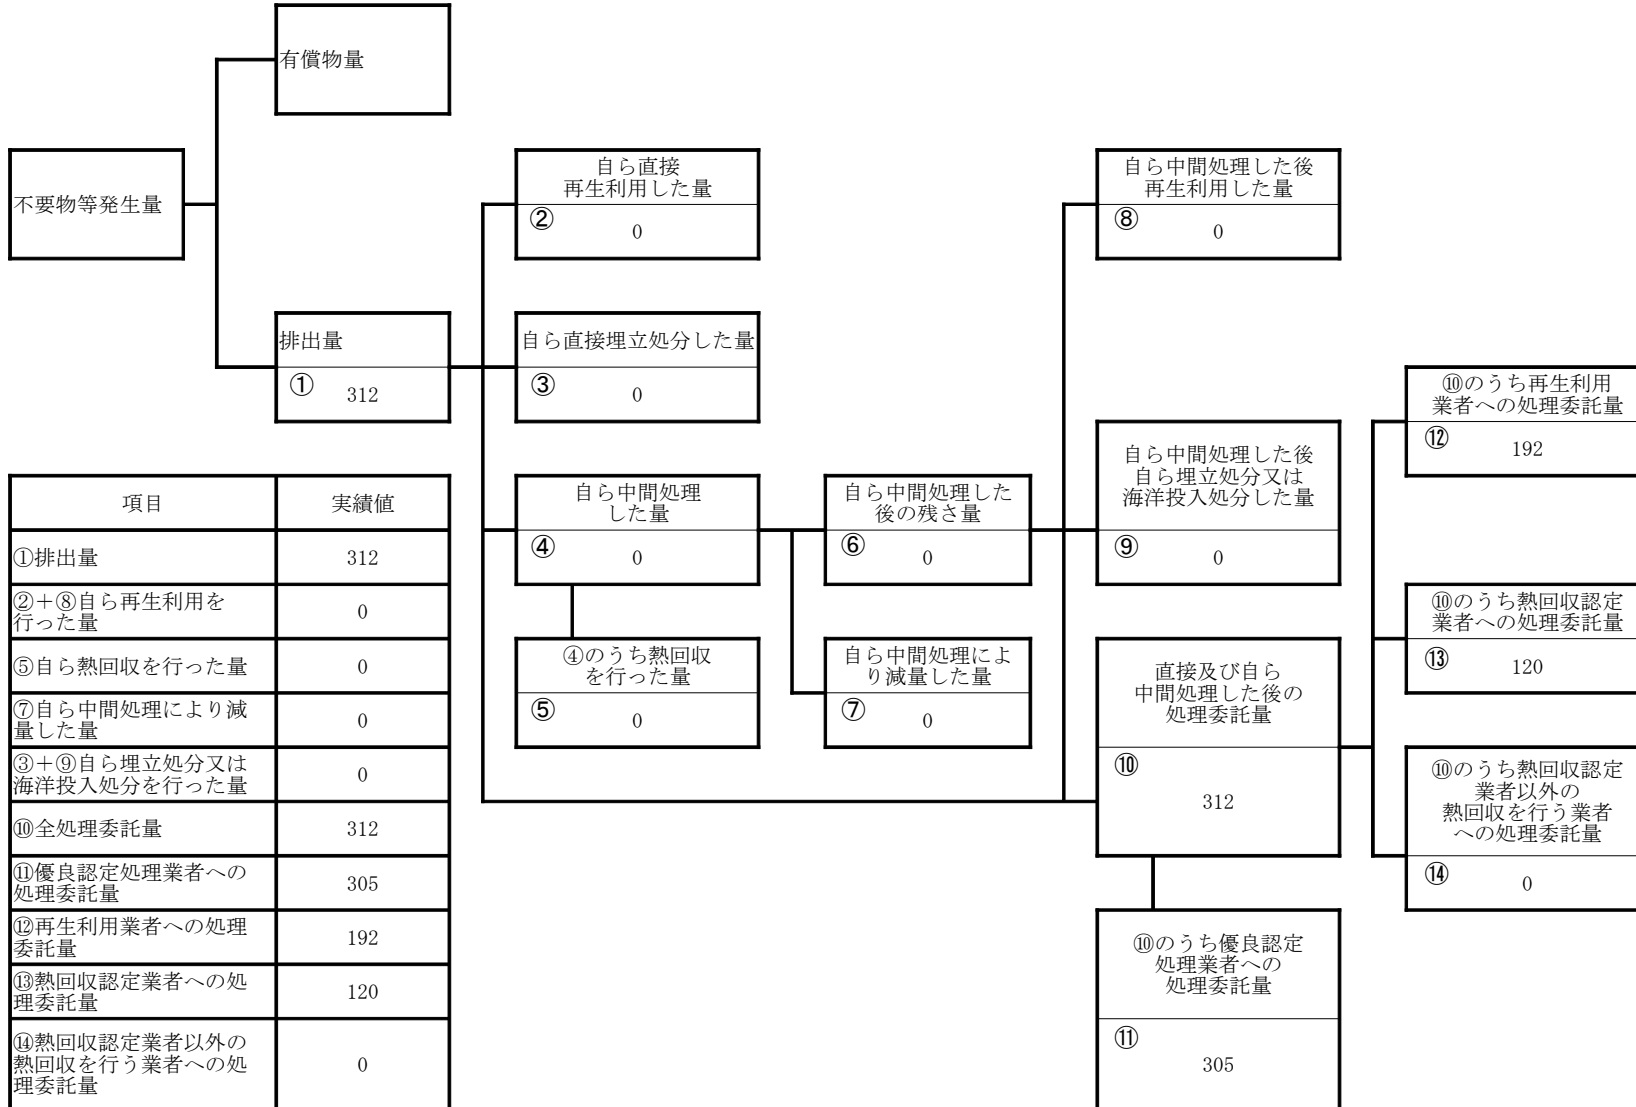 有償物量
不要物等発生量
自ら直接
再生利用した量
②
0
自ら中間処理した後
再生利用した量
⑧
0
排出量
①
312
自ら直接埋立処分した量
③
0
⑩のうち再生利用
業者への処理委託量
⑫
192
自ら中間処理
した量
④
0
自ら中間処理した
後の残さ量
⑥
0
自ら中間処理した後
自ら埋立処分又は
海洋投入処分した量
⑨
0
⑩のうち熱回収認定
業者への処理委託量
⑬
120
④のうち熱回収
を行った量
⑤
0
自ら中間処理によ
り減量した量
⑦
0
直接及び自ら
中間処理した後の
処理委託量
⑩
312
⑩のうち熱回収認定
業者以外の
熱回収を行う業者
への処理委託量
⑭
0
⑩のうち優良認定
処理業者への
処理委託量
⑪
305
項目
実績値
①排出量
312
②+⑧自ら再生利用を
行った量
0
⑤自ら熱回収を行った量
0
⑦自ら中間処理により減
量した量
0
③+⑨自ら埋立処分又は
海洋投入処分を行った量
0
⑩全処理委託量
312
⑪優良認定処理業者への
処理委託量
305
⑫再生利用業者への処理
委託量
192
⑬熱回収認定業者への処
理委託量
120
⑭熱回収認定業者以外の
熱回収を行う業者への処
理委託量
0